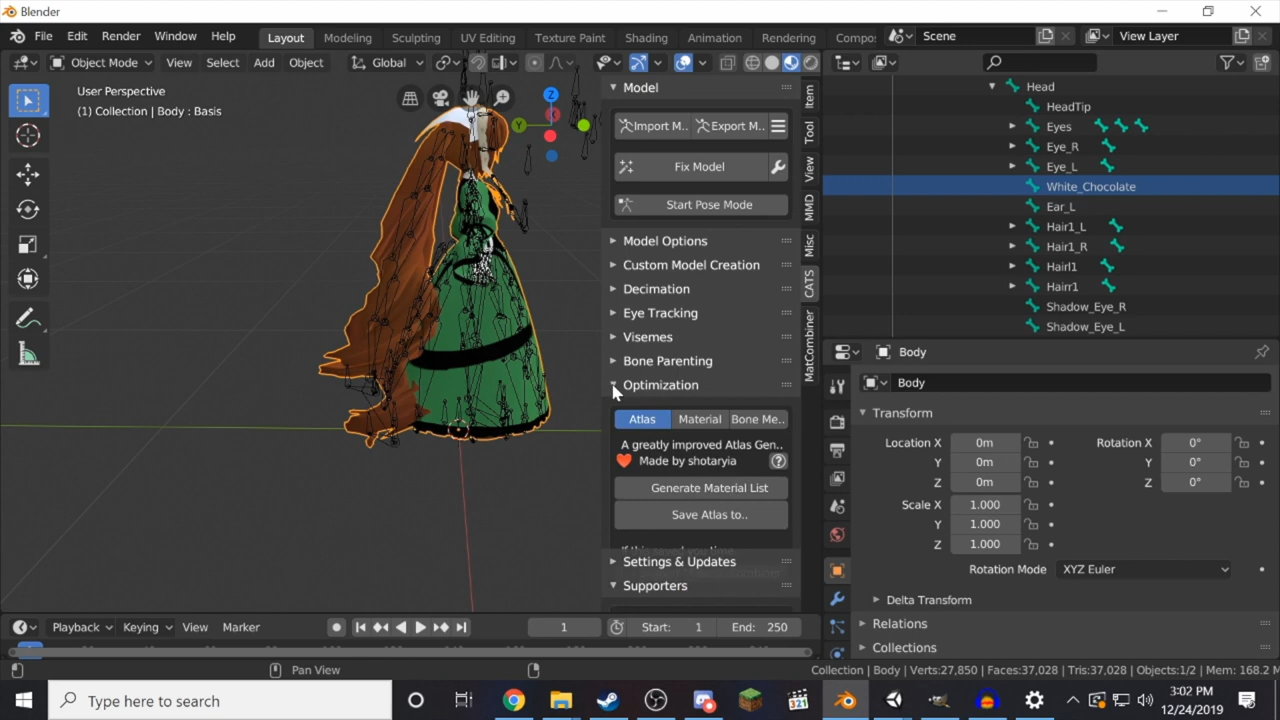 Blender
File Edit Render Window Help Layout Modeling Sculpting UV Editing Texture Paint Shading Animation Rendering Compos Scene View Layer
Object Mode View Select Add Object Global
User Perspective
(1) Collection | Body : Basis
Z
Y
Model
Import M.. Export M..
Fix Model
Start Pose Mode
Model Options
Custom Model Creation
Decimation
Eye Tracking
Visemes
Bone Parenting
Optimization
Atlas Material Bone Me..
A greatly improved Atlas Gen..
Made by shotaryia
Generate Material List
Save Atlas to..
Settings & Updates
Supporters
Item
Tool
View
MMD
Misc
CATS
MatCombiner
Head
HeadTip
Eyes
Eye_R
Eye_L
White_Chocolate
Ear_L
Hair1_L
Hair1_R
Hairl1
Hairr1
Shadow_Eye_R
Shadow_Eye_L
Body
Body
Transform
Location X 0m Rotation X 0°
Y 0m Y 0°
Z 0m Z 0°
Scale X 1.000
Y 1.000
Z 1.000
Rotation Mode XYZ Euler
Delta Transform
Relations
Collections
Playback Keying View Marker 1 Start: 1 End: 250
Pan View
Collection | Body | Verts:27,850 | Faces:37,028 | Tris:37,028 | Objects:1/2 | Mem: 168.2 M
Type here to search
321
3:02 PM
12/24/2019